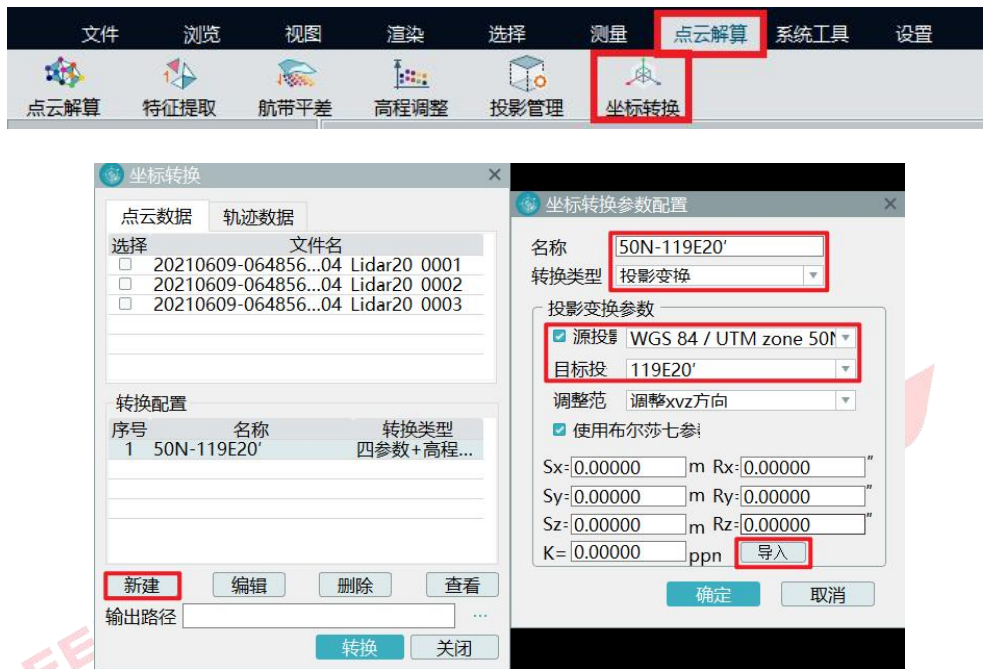 文件 浏览 视图 渲染 选择 测量 点云解算 系统工具 设置
点云解算 特征提取 航带平差 高程调整 投影管理 坐标转换
坐标转换
点云数据 轨迹数据
选择 文件名
20210609-064856...04 Lidar20 0001
20210609-064856...04 Lidar20 0002
20210609-064856...04 Lidar20 0003
转换配置
序号 名称 转换类型
1 50N-119E20′ 四参数+高程...
新建 编辑 删除 查看
输出路径 ...
转换 关闭
坐标转换参数配置
名称 50N-119E20′
转换类型 投影变换
投影变换参数
源投影 WGS 84 / UTM zone 50N
目标投 119E20′
调整范 调整xyz方向
使用布尔莎七参
Sx= 0.00000 m Rx= 0.00000 ″
Sy= 0.00000 m Ry= 0.00000 ″
Sz= 0.00000 m Rz= 0.00000 ″
K= 0.00000 ppn 导入
确定 取消